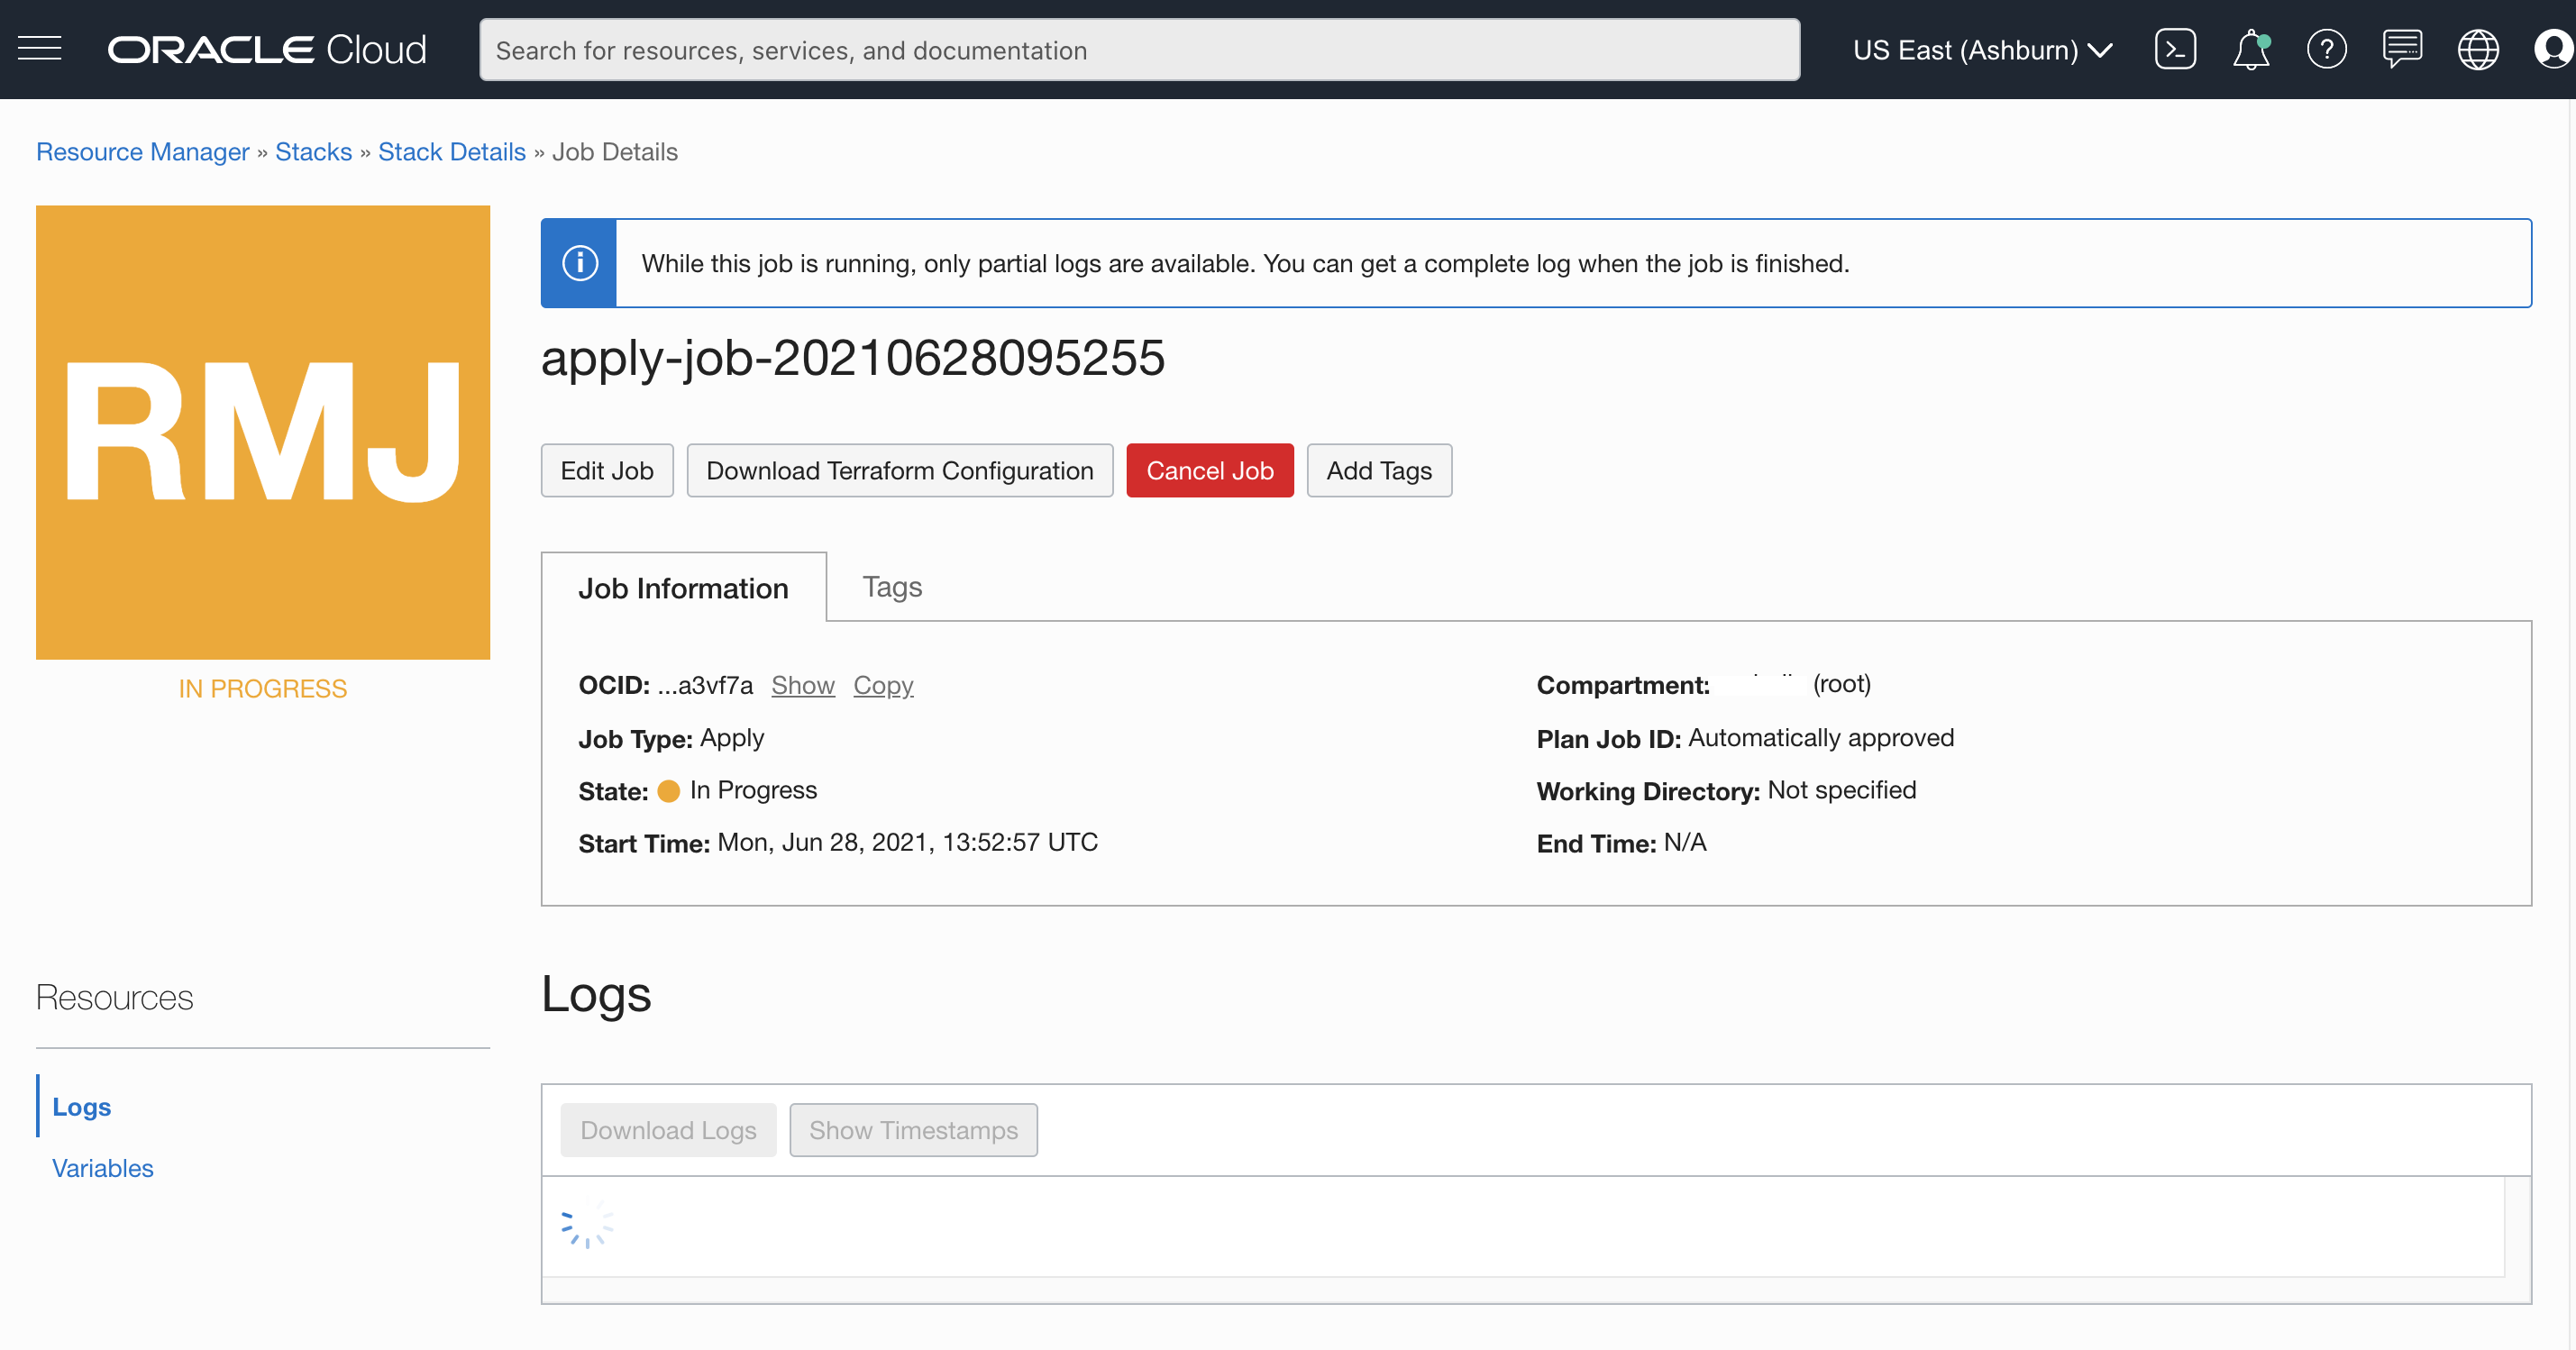 ORACLE Cloud
Search for resources, services, and documentation
US East (Ashburn)
Resource Manager » Stacks » Stack Details » Job Details
RMJ
IN PROGRESS
While this job is running, only partial logs are available. You can get a complete log when the job is finished.
apply-job-20210628095255
Edit Job
Download Terraform Configuration
Cancel Job
Add Tags
Job Information
Tags
OCID: ...a3vf7a Show Copy
Job Type: Apply
State: In Progress
Start Time: Mon, Jun 28, 2021, 13:52:57 UTC
Compartment: (root)
Plan Job ID: Automatically approved
Working Directory: Not specified
End Time: N/A
Resources
Logs
Variables
Logs
Download Logs
Show Timestamps